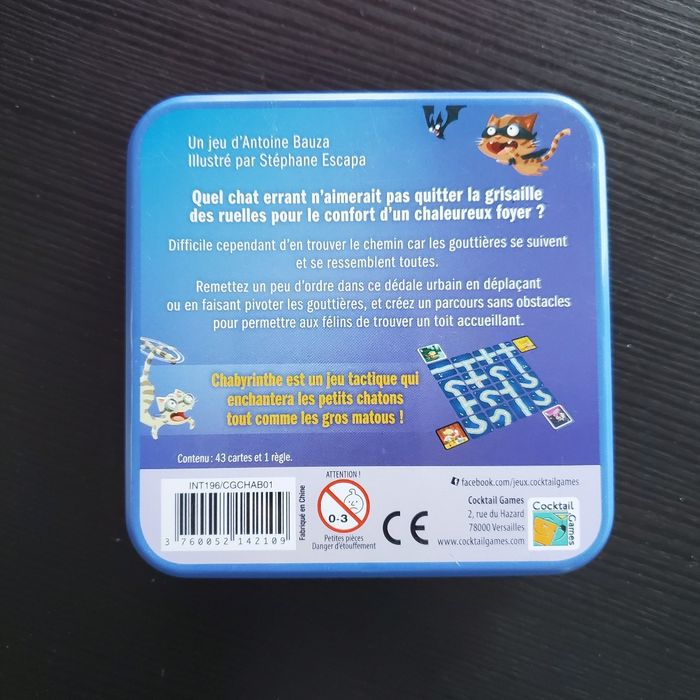 Un jeu d'Antoine Bauza
Illustré par Stéphane Escapa
Quel chat errant n'aimerait pas quitter la grisaille
des ruelles pour le confort d'un chaleureux foyer ?
Difficile cependant d'en trouver le chemin car les gouttières se suivent
et se ressemblent toutes.
Remettez un peu d'ordre dans ce dédale urbain en déplaçant
ou en faisant pivoter les gouttières, et créez un parcours sans obstacles
pour permettre aux félins de trouver un toit accueillant.
Chabyrinthe est un jeu tactique qui
enchantera les petits chatons
tout comme les gros matous !
Contenu : 43 cartes et 1 règle.
INT196/CGCHAB01
3 760052 142109
Fabriqué en Chine
ATTENTION !
0-3
Petites pièces
Danger d'étouffement
CE
facebook.com/jeux.cocktailgames
Cocktail Games
2, rue du Hazard
78000 Versailles
www.cocktailgames.com
Cocktail
Games